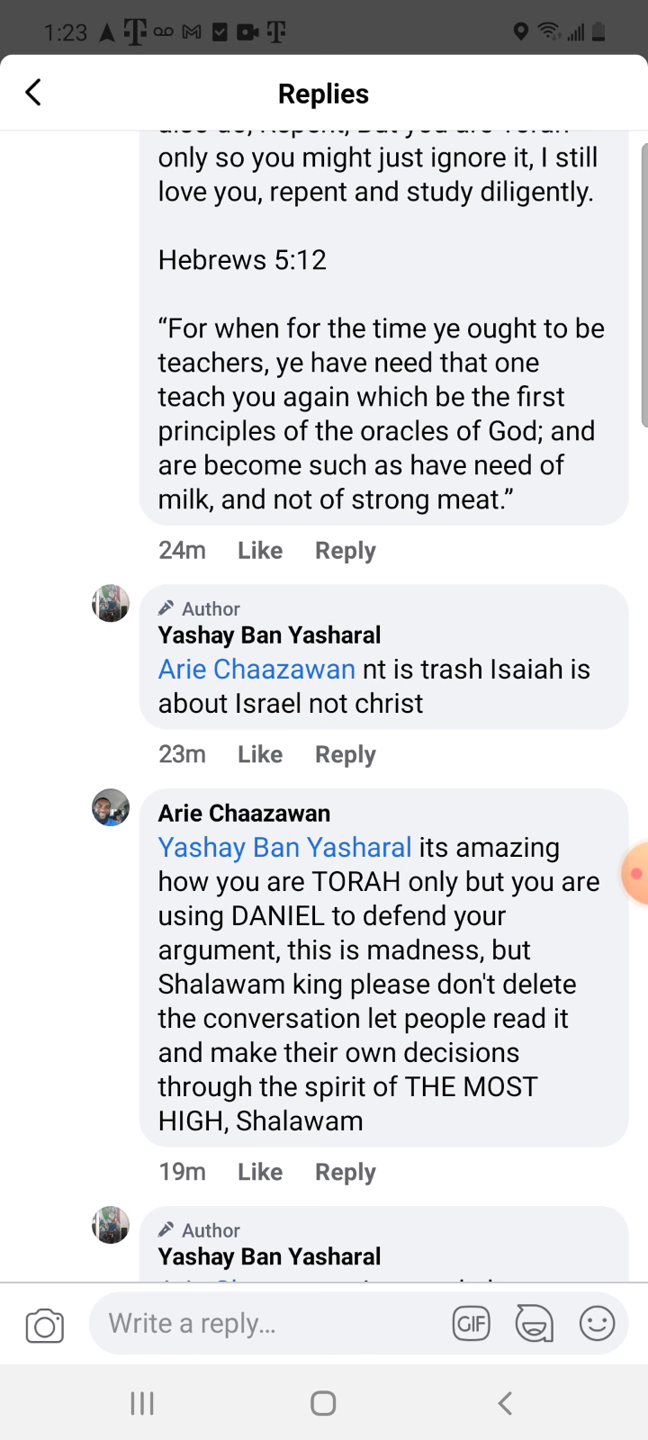 1:23
Replies
only so you might just ignore it, I still
love you, repent and study diligently.
Hebrews 5:12
“For when for the time ye ought to be
teachers, ye have need that one
teach you again which be the first
principles of the oracles of God; and
are become such as have need of
milk, and not of strong meat.”
24m Like Reply
Author
Yashay Ban Yasharal
Arie Chaazawan nt is trash Isaiah is
about Israel not christ
23m Like Reply
Arie Chaazawan
Yashay Ban Yasharal its amazing
how you are TORAH only but you are
using DANIEL to defend your
argument, this is madness, but
Shalawam king please don't delete
the conversation let people read it
and make their own decisions
through the spirit of THE MOST
HIGH, Shalawam
19m Like Reply
Author
Yashay Ban Yasharal
Write a reply...
GIF